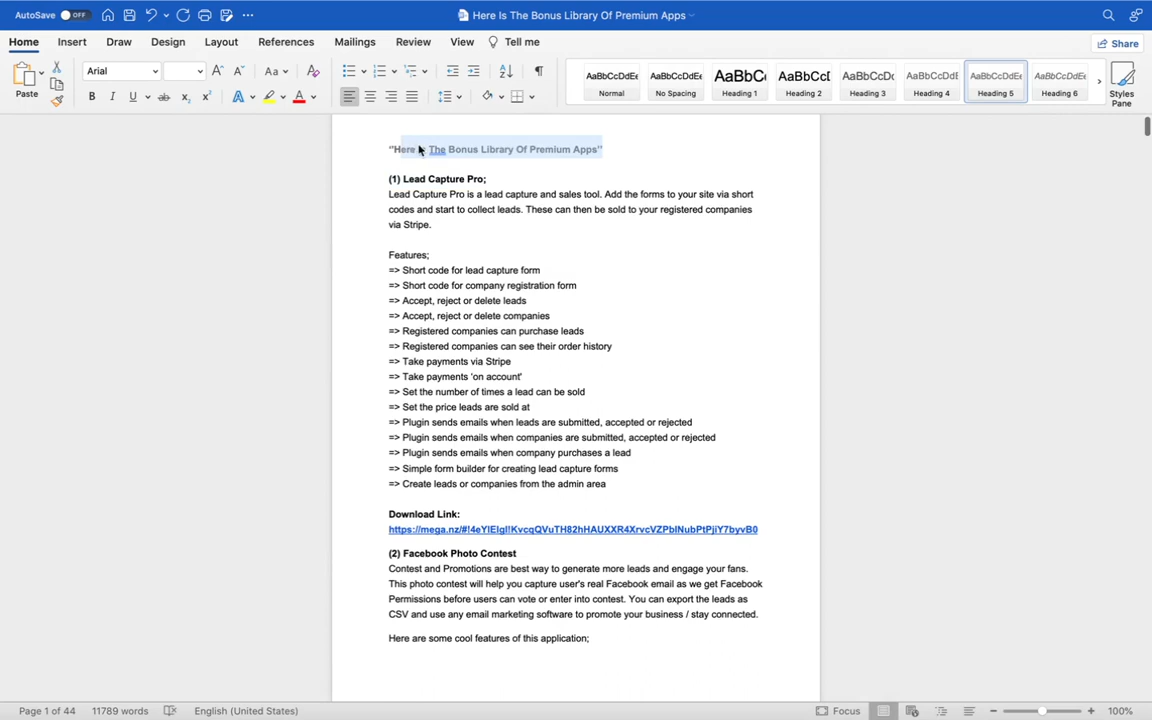 AutoSave OFF
Here Is The Bonus Library Of Premium Apps
Home Insert Draw Design Layout References Mailings Review View Tell me
Share
Paste
Arial
Aa
B I U ab x₂ x² A A
AaBbCcDdEe AaBbCcDdEe AaBbC AaBbCcD AaBbCcDc AaBbCcDdE AaBbCcDdEe AaBbCcDdEe
Normal No Spacing Heading 1 Heading 2 Heading 3 Heading 4 Heading 5 Heading 6
Styles
Pane
"Here Is The Bonus Library Of Premium Apps"
(1) Lead Capture Pro;
Lead Capture Pro is a lead capture and sales tool. Add the forms to your site via short
codes and start to collect leads. These can then be sold to your registered companies
via Stripe.
Features;
=> Short code for lead capture form
=> Short code for company registration form
=> Accept, reject or delete leads
=> Accept, reject or delete companies
=> Registered companies can purchase leads
=> Registered companies can see their order history
=> Take payments via Stripe
=> Take payments 'on account'
=> Set the number of times a lead can be sold
=> Set the price leads are sold at
=> Plugin sends emails when leads are submitted, accepted or rejected
=> Plugin sends emails when companies are submitted, accepted or rejected
=> Plugin sends emails when company purchases a lead
=> Simple form builder for creating lead capture forms
=> Create leads or companies from the admin area
Download Link:
https://mega.nz/#!4eYlEIgI!KvcqQVuTH82hHAUXXR4XrvcVZPbINubPtPjiY7byvB0
(2) Facebook Photo Contest
Contest and Promotions are best way to generate more leads and engage your fans.
This photo contest will help you capture user's real Facebook email as we get Facebook
Permissions before users can vote or enter into contest. You can export the leads as
CSV and use any email marketing software to promote your business / stay connected.
Here are some cool features of this application;
Page 1 of 44 11789 words English (United States) Focus 100%